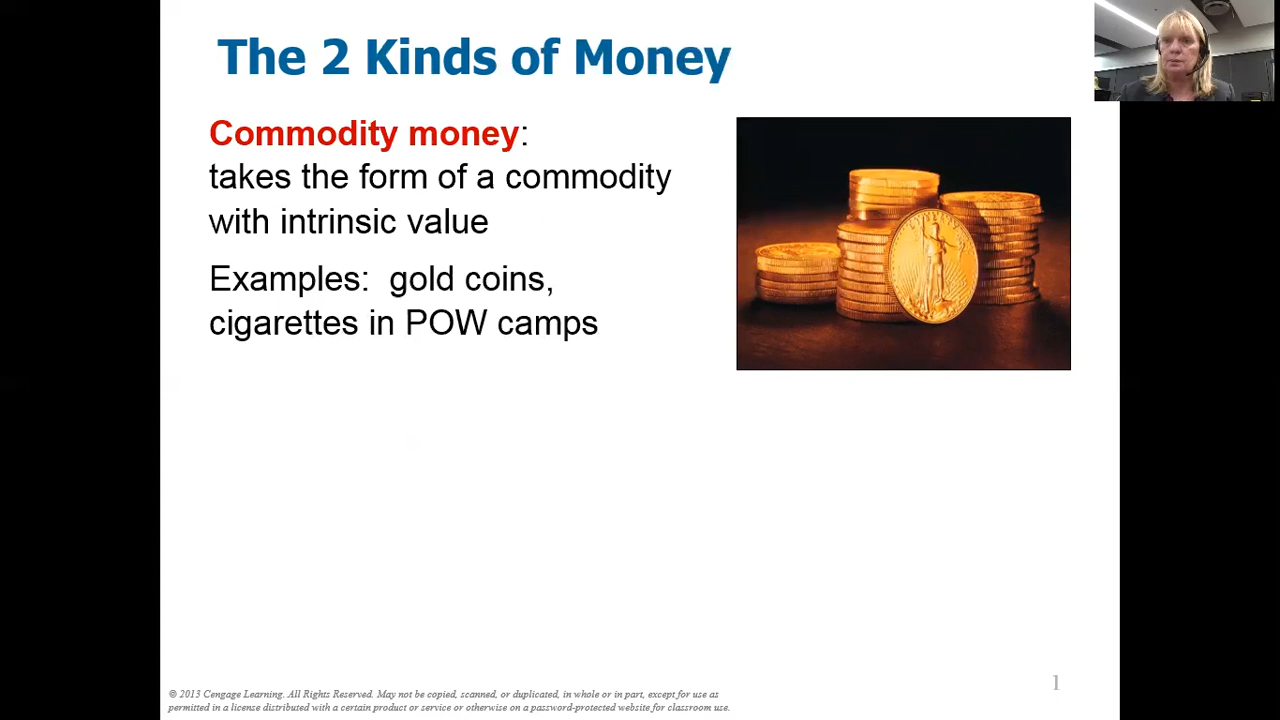 The 2 Kinds of Money
Commodity money:
takes the form of a commodity
with intrinsic value
Examples:  gold coins,
cigarettes in POW camps
© 2013 Cengage Learning. All Rights Reserved. May not be copied, scanned, or duplicated, in whole or in part, except for use as
permitted in a license distributed with a certain product or service or otherwise on a password-protected website for classroom use.
1